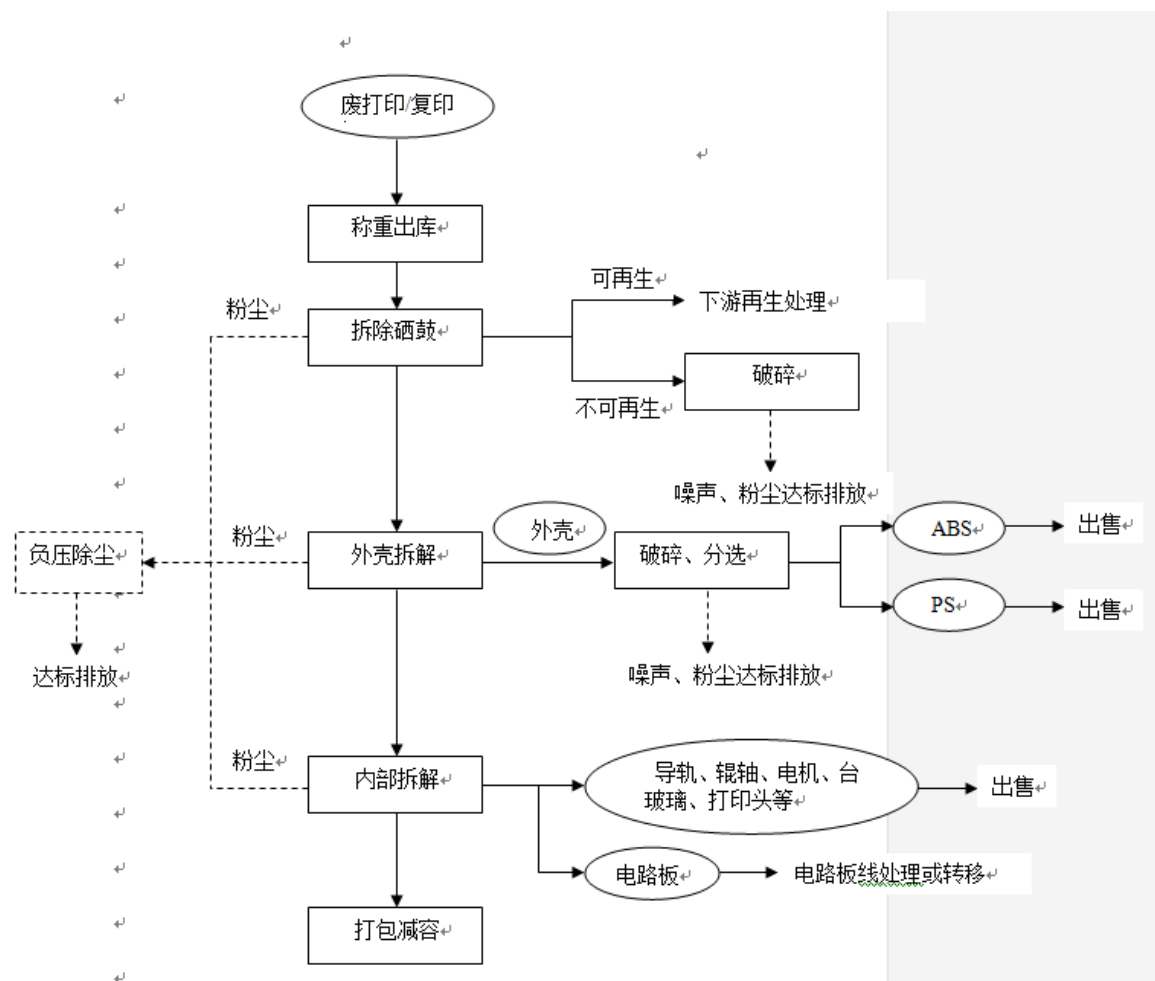 废打印/复印
称重出库
可再生
下游再生处理
粉尘
拆除硒鼓
破碎
不可再生
噪声、粉尘达标排放
外壳
ABS
出售
粉尘
负压除尘
外壳拆解
破碎、分选
PS
出售
达标排放
噪声、粉尘达标排放
粉尘
内部拆解
导轨、辊轴、电机、台
玻璃、打印头等
出售
电路板
电路板线处理或转移
打包减容